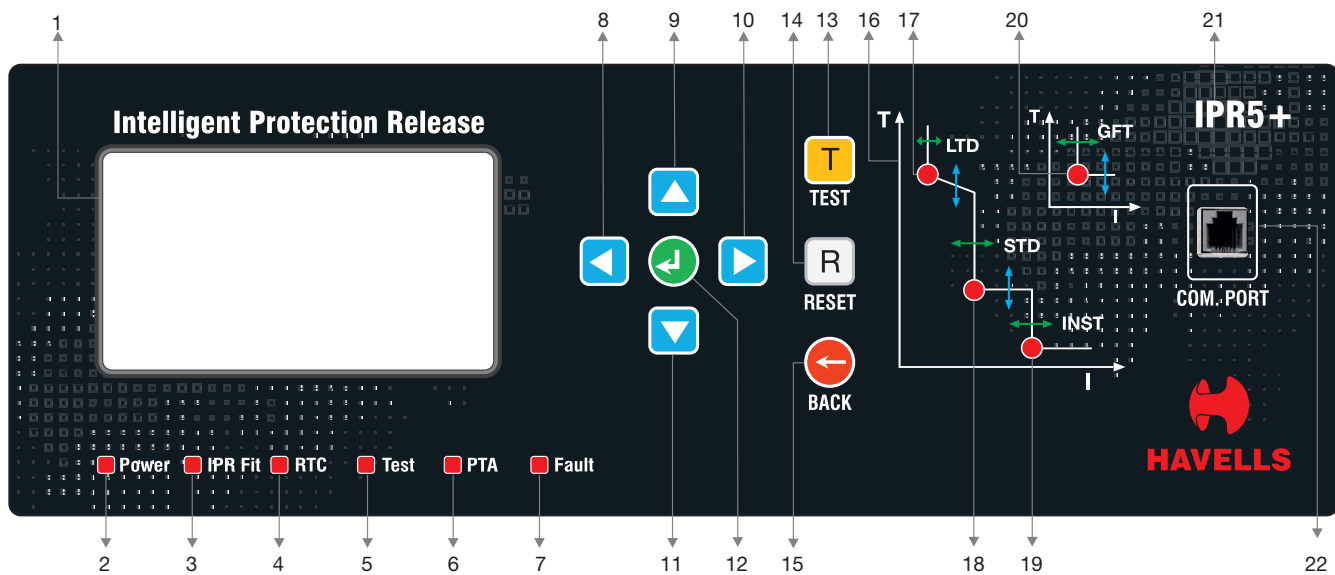 1 8 9 10 14 13 16 17 20 21
Intelligent Protection Release
IPR5+
T
TEST
R
RESET
BACK
T
LTD
STD
INST
I
T
GFT
I
COM. PORT
HAVELLS
Power IPR Fit RTC Test PTA Fault
2 3 4 5 6 7 11 12 15 18 19 22